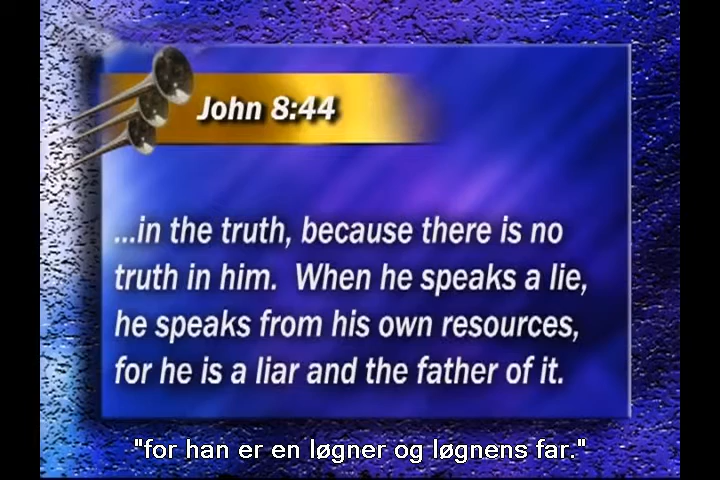 John 8:44
...in the truth, because there is no
truth in him. When he speaks a lie,
he speaks from his own resources,
for he is a liar and the father of it.
"for han er en løgner og løgnens far."